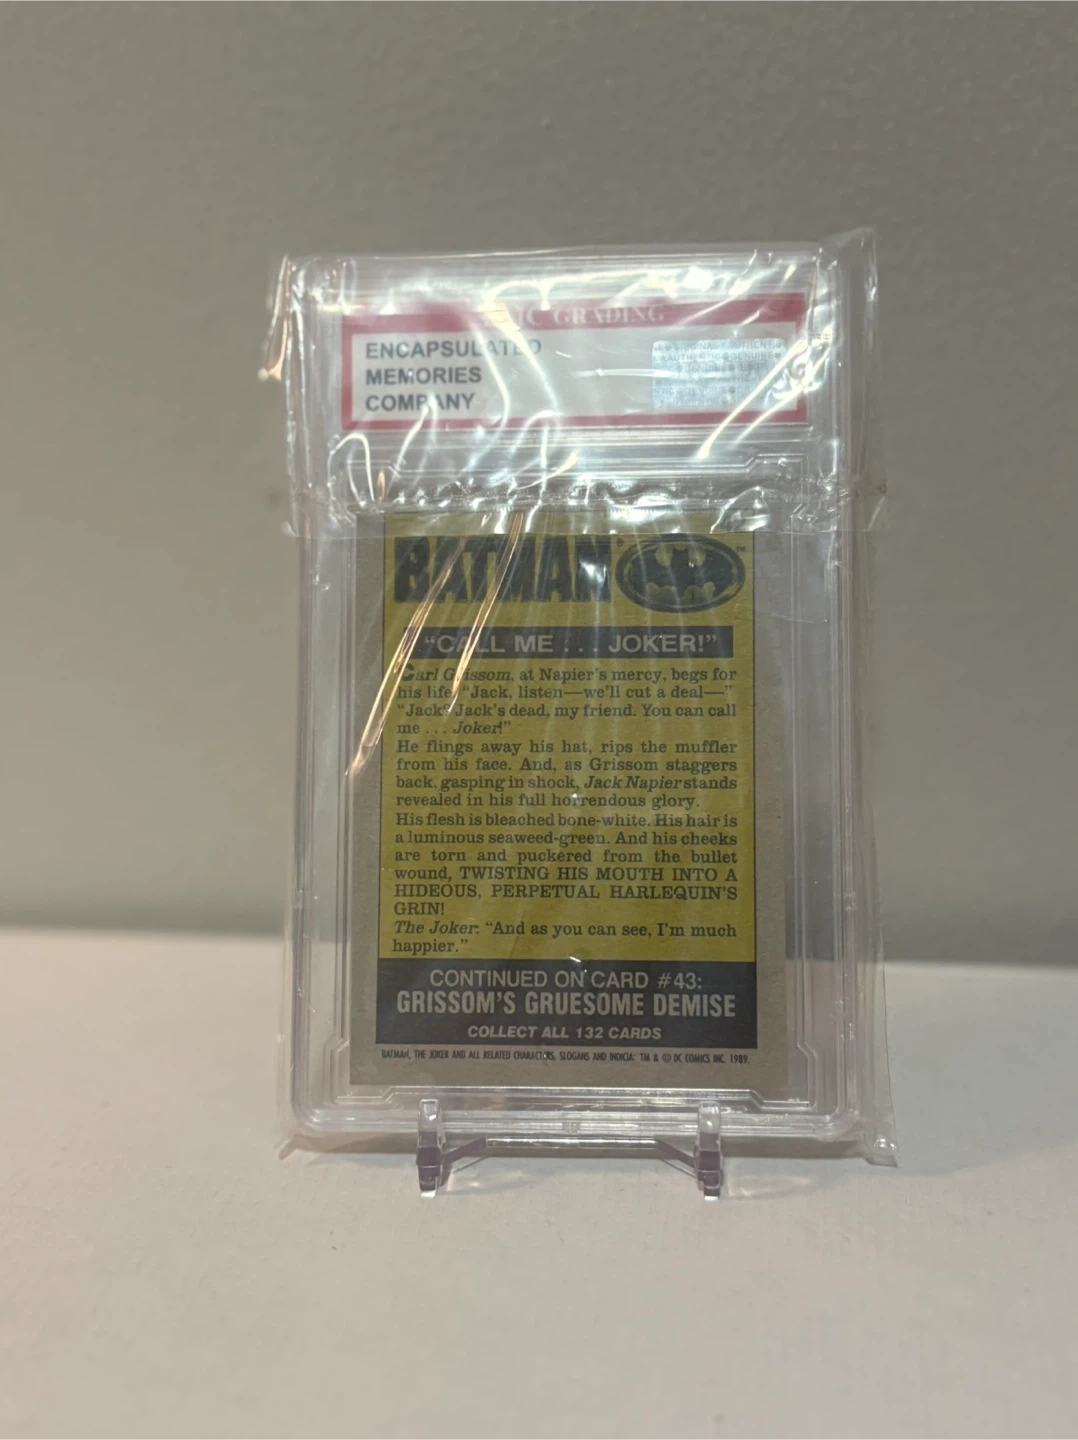 GRADING
ENCAPSULATED
MEMORIES
COMPANY
BATMAN
"CALL ME . . . JOKER!"
Carl Grissom, at Napier's mercy, begs for
his life. "Jack, listen—we'll cut a deal—"
"Jack? Jack's dead, my friend. You can call
me . . . Joker!"
He flings away his hat, rips the muffler
from his face. And, as Grissom staggers
back, gasping in shock, Jack Napier stands
revealed in his full horrendous glory.
His flesh is bleached bone-white. His hair is
a luminous seaweed-green. And his cheeks
are torn and puckered from the bullet
wound, TWISTING HIS MOUTH INTO A
HIDEOUS, PERPETUAL HARLEQUIN'S
GRIN!
The Joker: "And as you can see, I'm much
happier."
CONTINUED ON CARD #43:
GRISSOM'S GRUESOME DEMISE
COLLECT ALL 132 CARDS
BATMAN, THE JOKER AND ALL RELATED CHARACTERS, SLOGANS AND INDICIA: TM & © DC COMICS INC. 1989.